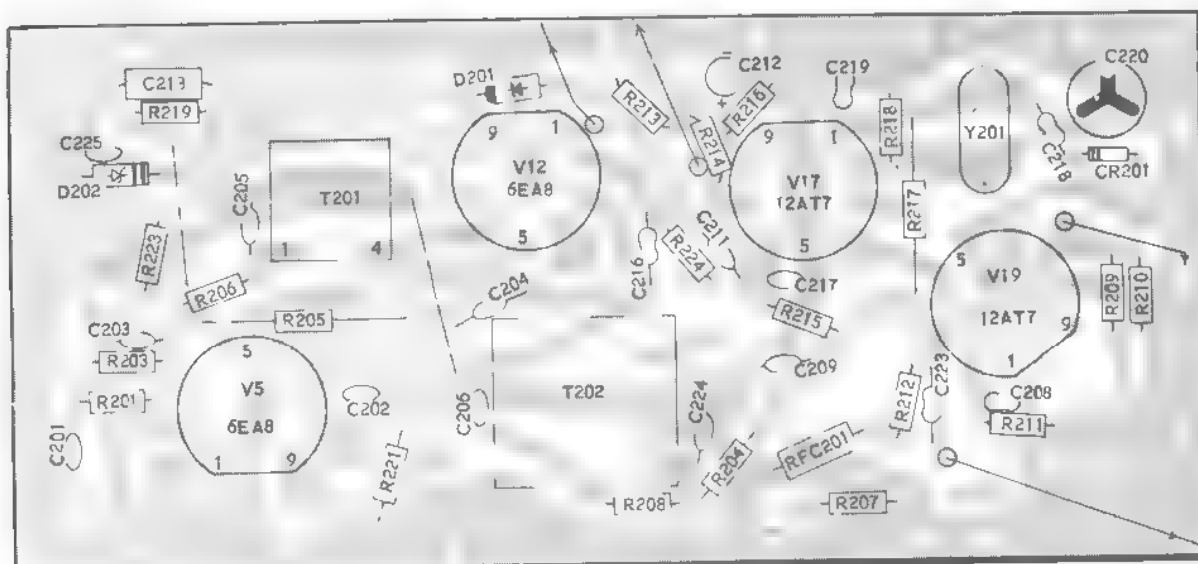 C213
R219
C225
D202
R223
C205
T201
1 4
R206
R205
C203
R203
R201
C201
5
V5
6EA8
1 9
C202
R221
D201
9 1
V12
6EA8
5
C204
C206
T202
R208
C224
R204
R213
C212
+
R216
R214
C219
9 1
V17
12AT7
5
R218
C216
R224
C211
C217
R215
C209
RFC201
R207
R217
Y201
C218
C220
CR201
5
V19
12AT7
9
1
R209
R210
R212
C223
C208
R211